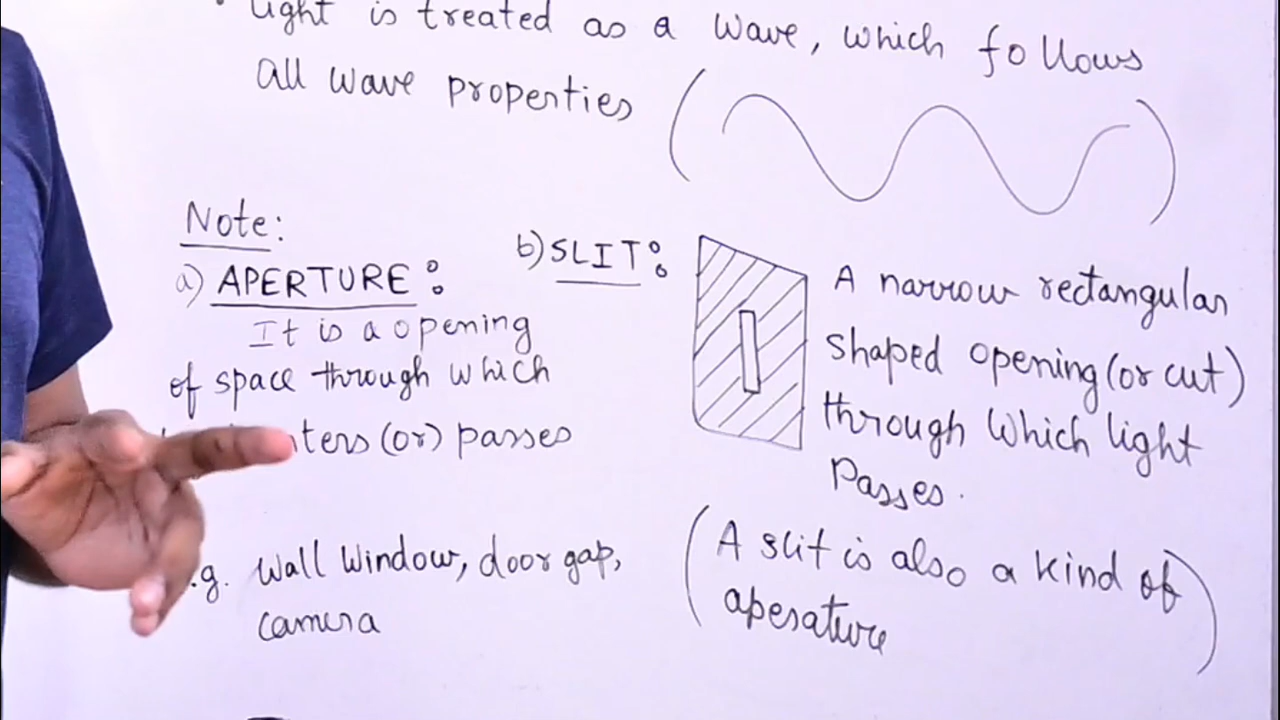 Light is treated as a wave, which follows
all wave properties
Note:
a) APERTURE:
It is a opening
of space through which
(or) passes
e.g. Wall Window, door gap,
camera
b) SLIT:
A narrow rectangular
shaped opening (or cut)
through which light
Passes.
(A slit is also a kind of
aperature)